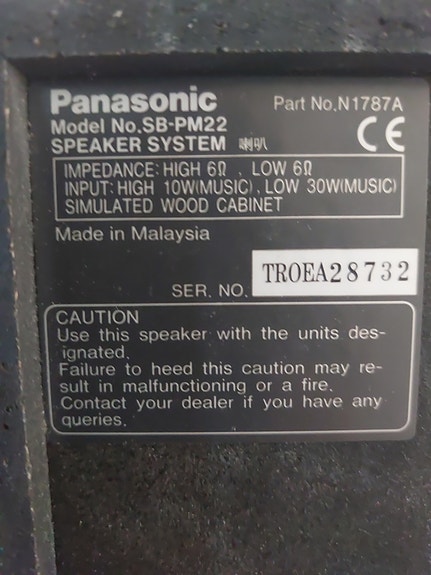 Panasonic
Part No.N1787A
Model No.SB-PM22
SPEAKER SYSTEM 喇叭
CE
IMPEDANCE: HIGH 6Ω , LOW 6Ω
INPUT: HIGH 10W(MUSIC) , LOW 30W(MUSIC)
SIMULATED WOOD CABINET
Made in Malaysia
SER. NO. TROEA28732
CAUTION
Use this speaker with the units des-
ignated.
Failure to heed this caution may re-
sult in malfunctioning or a fire.
Contact your dealer if you have any
queries.